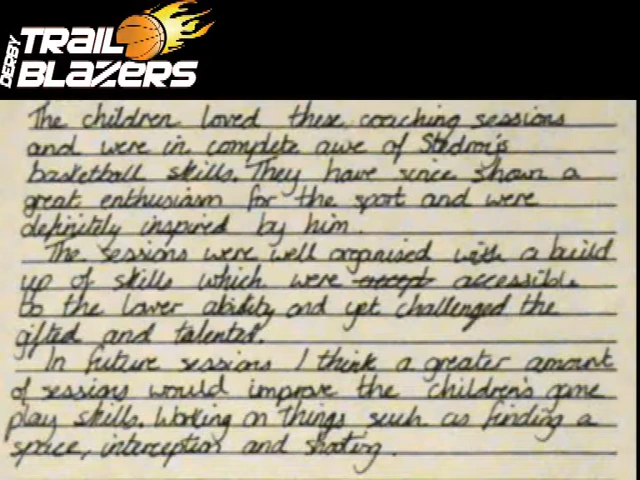 DERBY
TRAIL
BLAZERS
The children loved these coaching sessions
and were in complete awe of
basketball skills. They have since shown a
great enthusiasm for the sport and were
definitely inspired by him.
The sessions were well organised with a build
up of skills which were accept accessible
to the lower ability and yet challenged the
gifted and talented.
In future sessions I think a greater amount
of sessions would improve the children's game
play skills. Working on things such as finding a
space, interception and shooting.